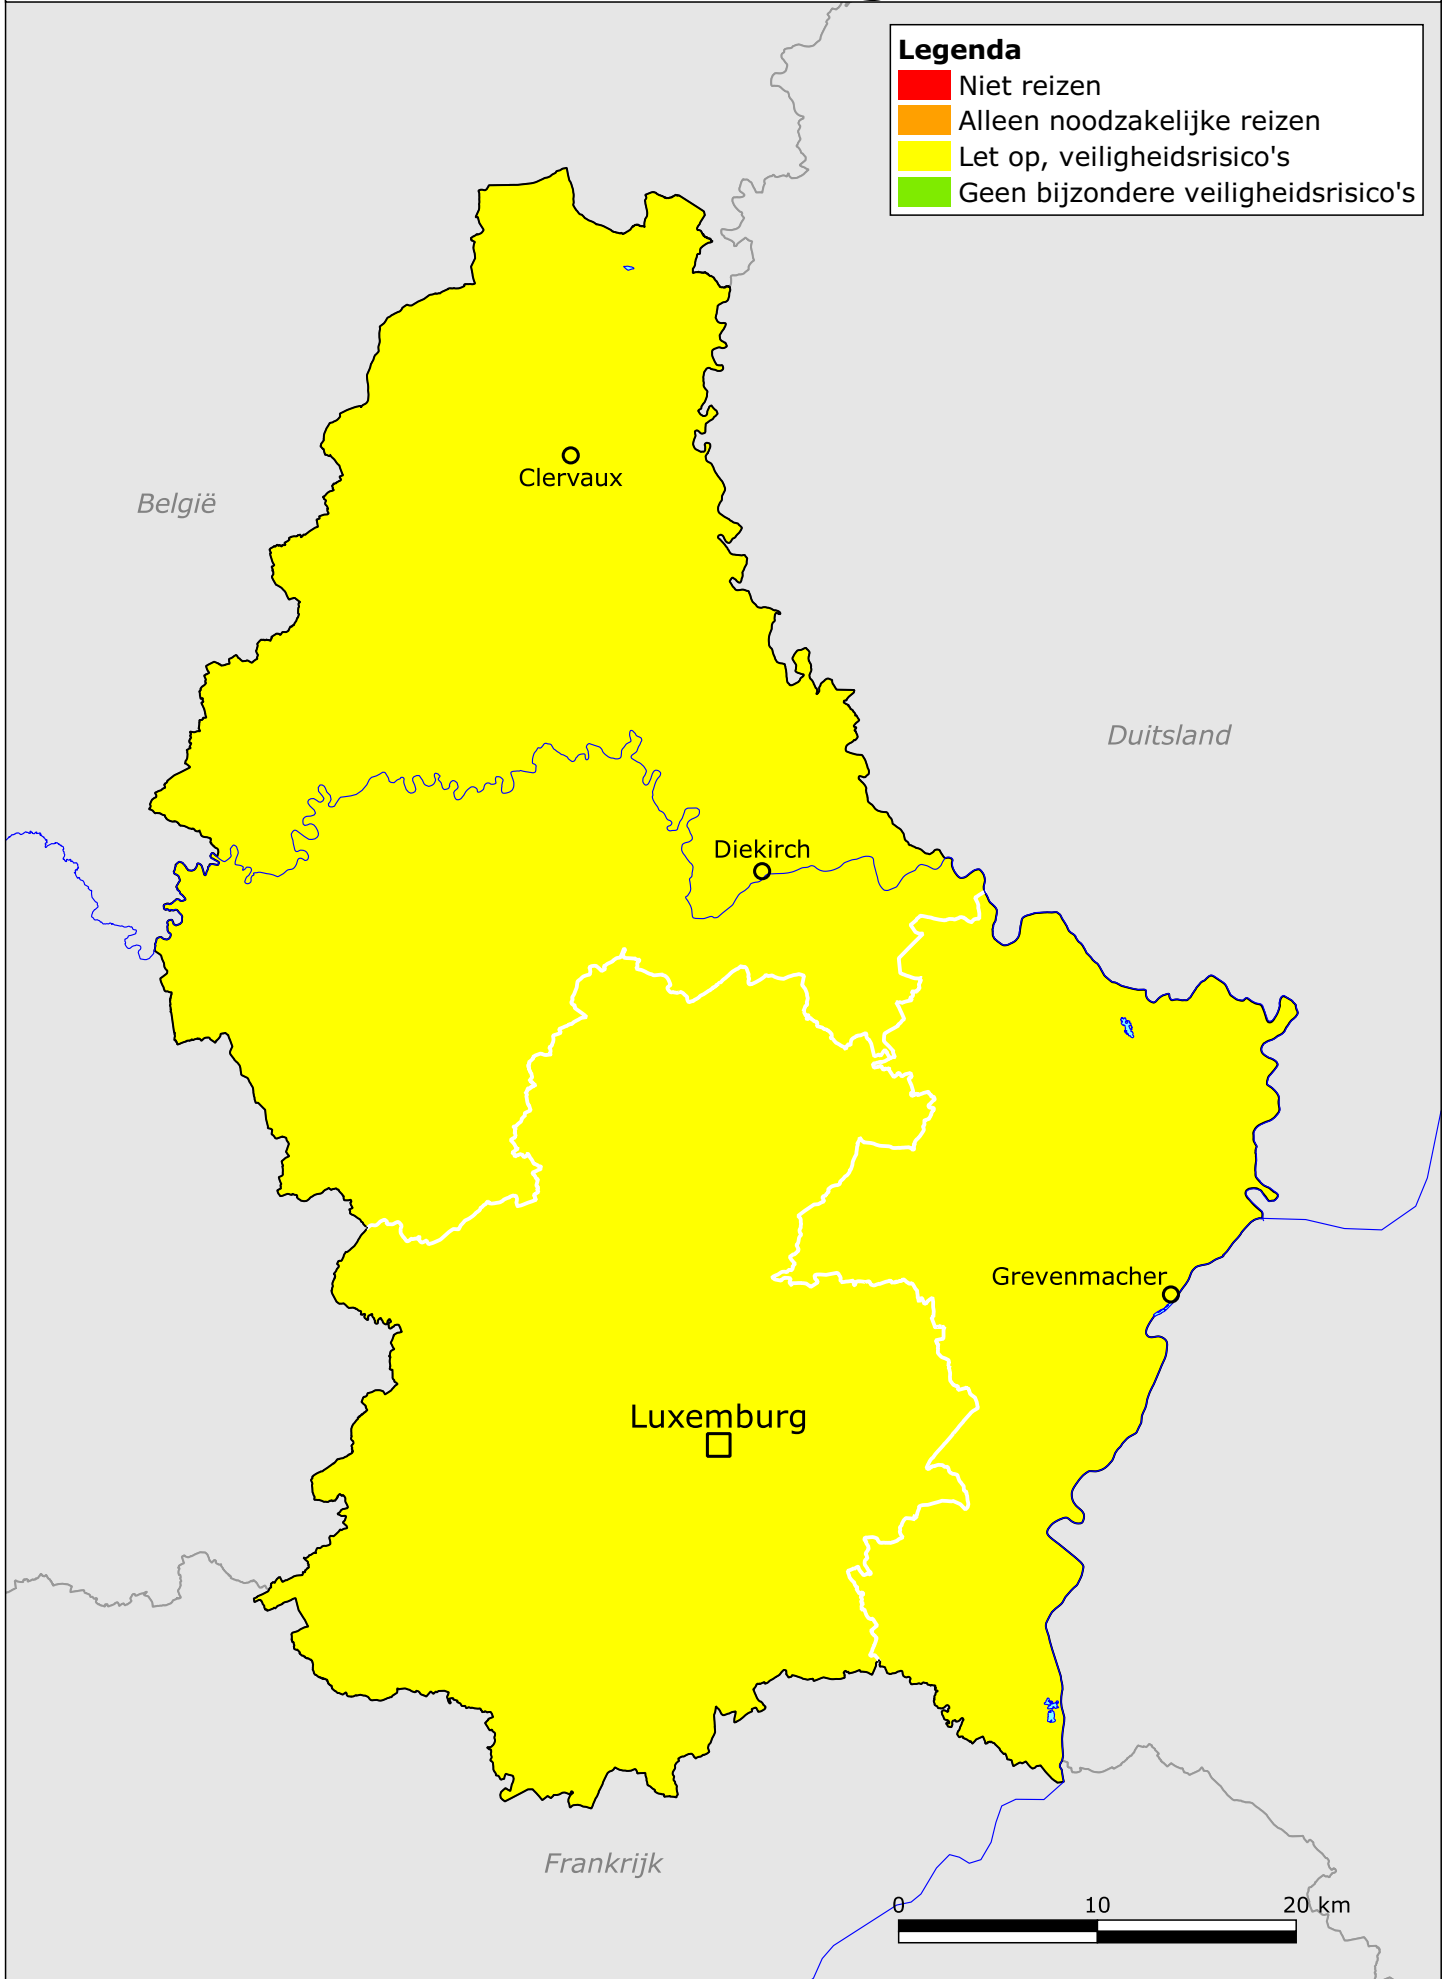 Legenda
Niet reizen
Alleen noodzakelijke reizen
Let op, veiligheidsrisico's
Geen bijzondere veiligheidsrisico's
Clervaux
België
Duitsland
Diekirch
Grevenmacher
Luxemburg
Frankrijk
0 10 20 km